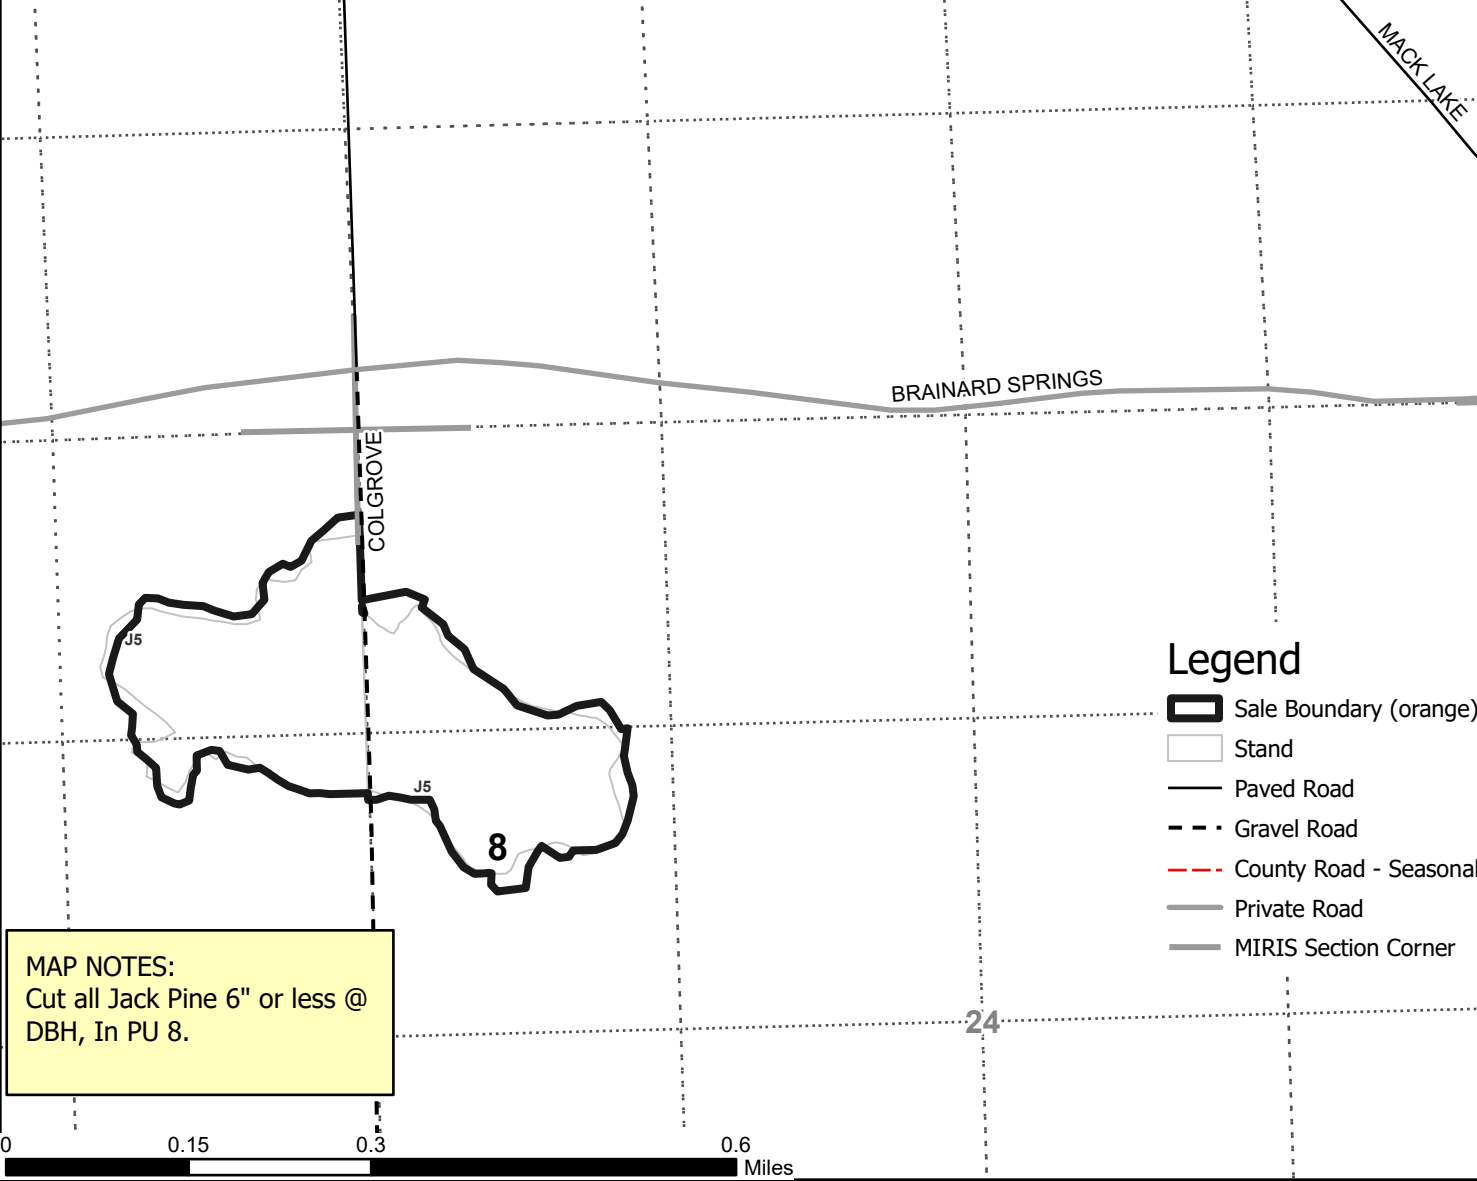 MACK LAKE
BRAINARD SPRINGS
COLGROVE
J5
J5
8
Legend
Sale Boundary (orange)
Stand
Paved Road
Gravel Road
County Road - Seasonal
Private Road
MIRIS Section Corner
MAP NOTES:
Cut all Jack Pine 6" or less @
DBH, In PU 8.
24
0 0.15 0.3 0.6
Miles